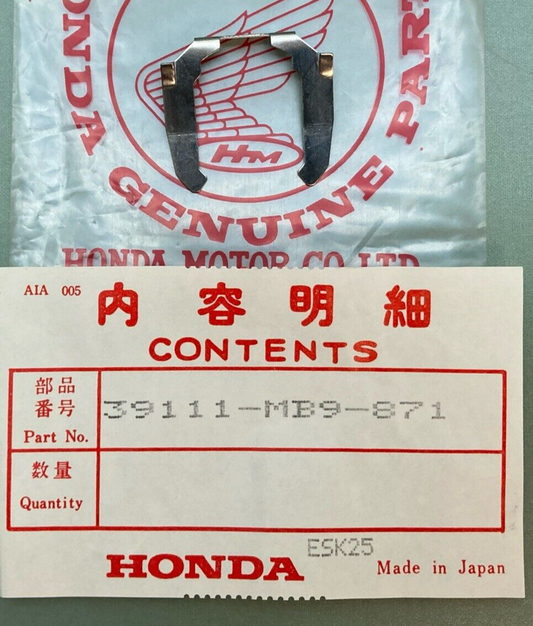 HONDA GENUINE PART
HM
HONDA MOTOR CO. LTD.
AIA 005
内容明細
CONTENTS
部品
番号
Part No.
39111-MB9-871
数量
Quantity
ESK25
HONDA
Made in Japan